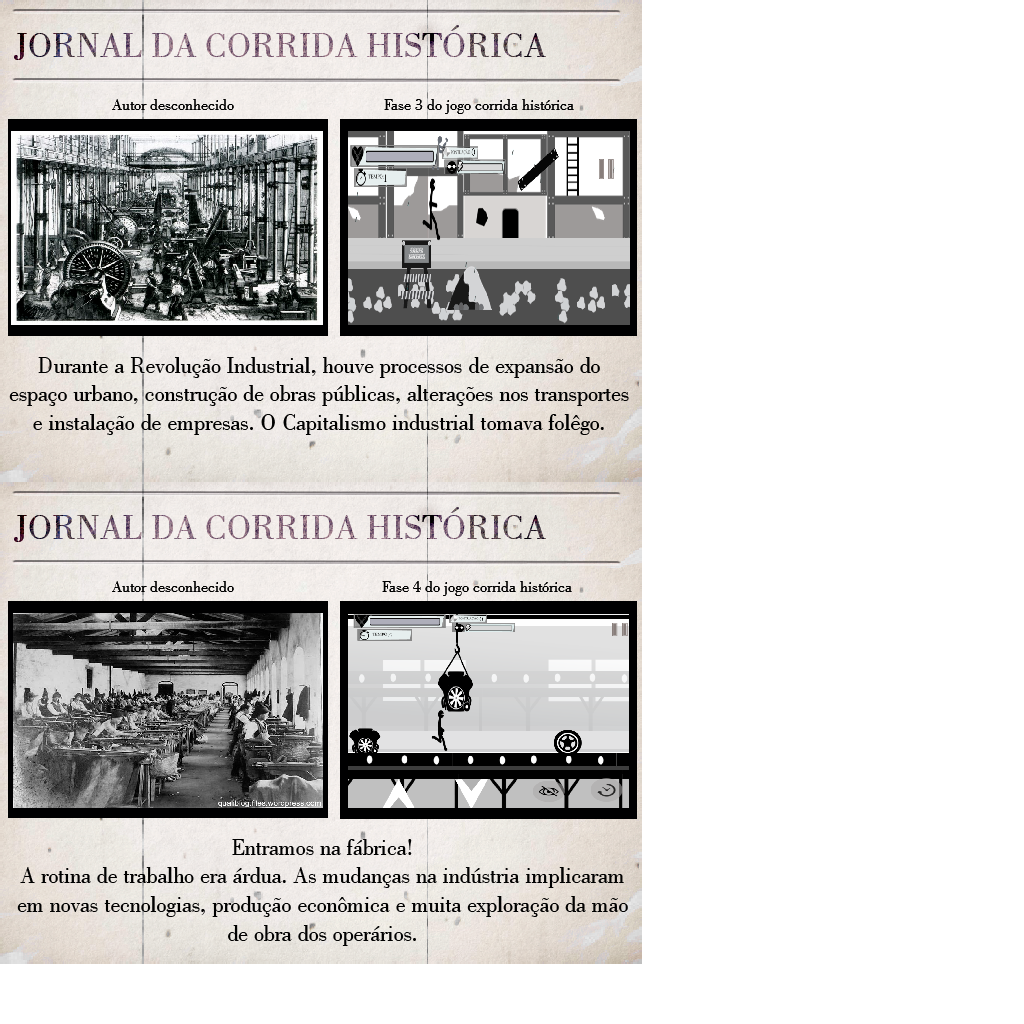 JORNAL DA CORRIDA HISTÓRICA
Autor desconhecido
Fase 3 do jogo corrida histórica
TEMPO:
Durante a Revolução Industrial, houve processos de expansão do
espaço urbano, construção de obras públicas, alterações nos transportes
e instalação de empresas. O Capitalismo industrial tomava folêgo.
JORNAL DA CORRIDA HISTÓRICA
Autor desconhecido
Fase 4 do jogo corrida histórica
TEMPO:
qualiblog.files.wordpress.com
Entramos na fábrica!
A rotina de trabalho era árdua. As mudanças na indústria implicaram
em novas tecnologias, produção econômica e muita exploração da mão
de obra dos operários.